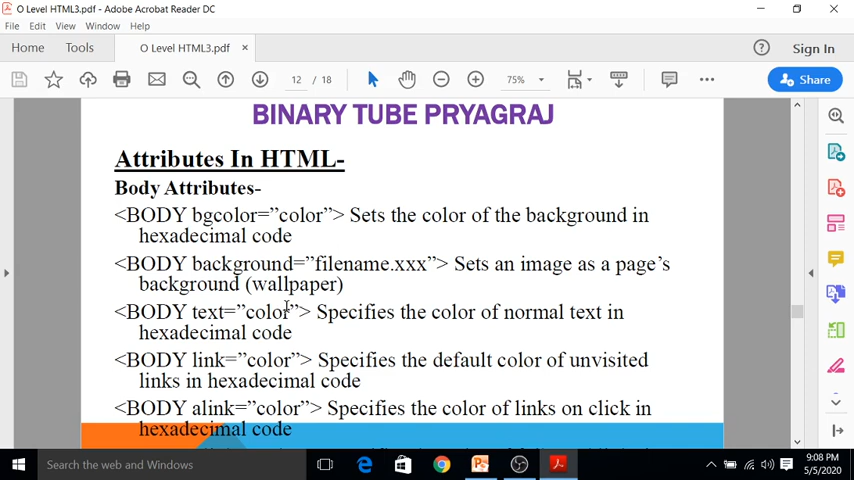 O Level HTML3.pdf - Adobe Acrobat Reader DC
File Edit View Window Help
Home Tools O Level HTML3.pdf × ? Sign In
12 / 18 75% Share
BINARY TUBE PRYAGRAJ
Attributes In HTML-
Body Attributes-
<BODY bgcolor=”color”> Sets the color of the background in
hexadecimal code
<BODY background=”filename.xxx”> Sets an image as a page’s
background (wallpaper)
<BODY text=”color”> Specifies the color of normal text in
hexadecimal code
<BODY link=”color”> Specifies the default color of unvisited
links in hexadecimal code
<BODY alink=”color”> Specifies the color of links on click in
hexadecimal code
Search the web and Windows
9:08 PM
5/5/2020